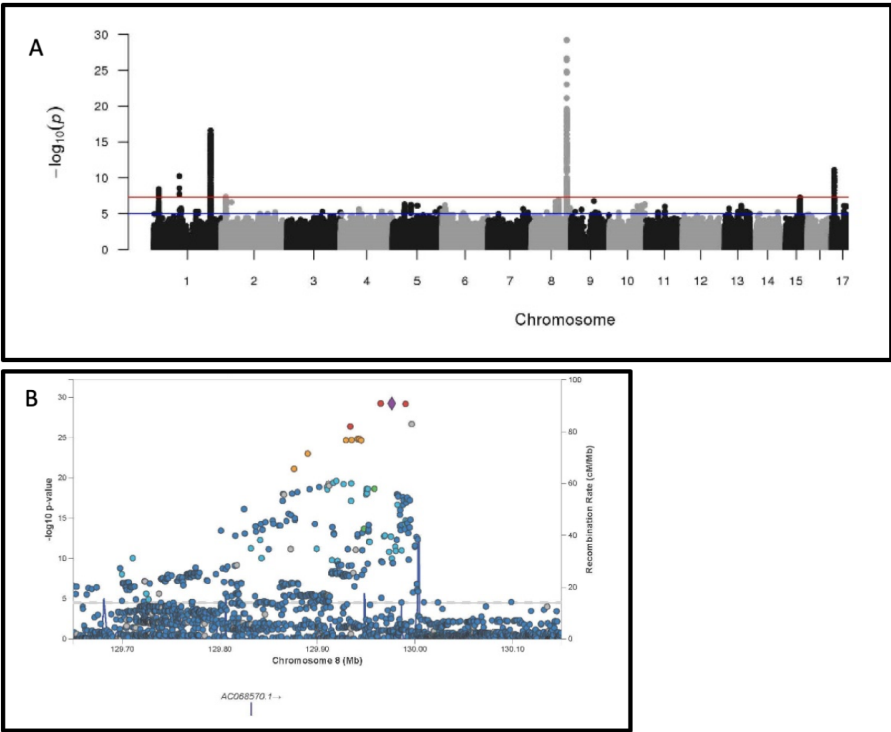 A
30
25
20
15
10
5
0
−log10(p)
1 2 3 4 5 6 7 8 9 10 11 12 13 14 15 17
Chromosome
B
30
25
20
15
10
5
0
-log10 p-value
100
80
60
40
20
0
Recombination Rate (cM/Mb)
129.70 129.80 129.90 130.00 130.10
Chromosome 8 (Mb)
AC068570.1→